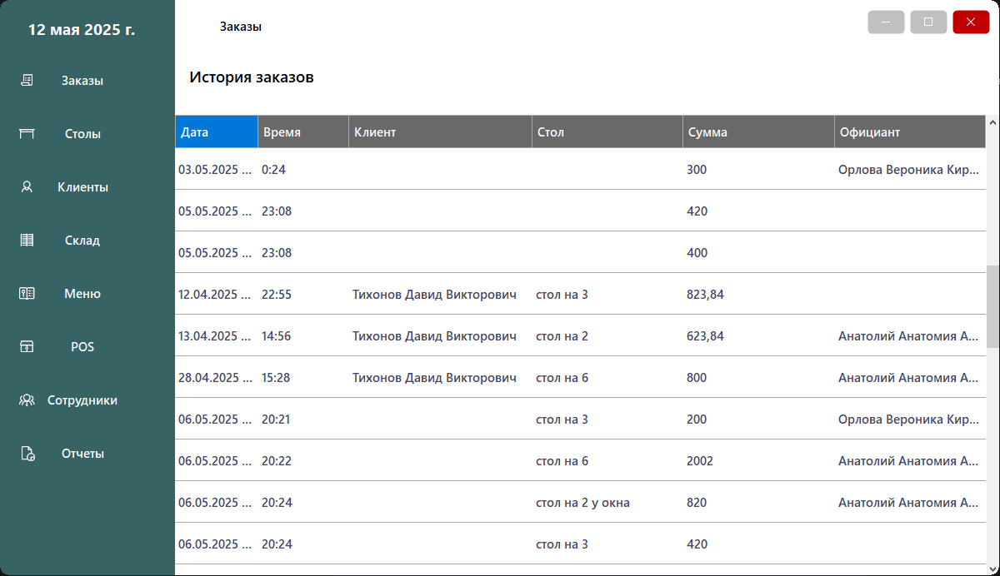 12 мая 2025 г.
Заказы
Столы
Клиенты
Склад
Меню
POS
Сотрудники
Отчеты
Заказы
История заказов
Дата Время Клиент Стол Сумма Официант
03.05.2025 ... 0:24 300 Орлова Вероника Кир...
05.05.2025 ... 23:08 420
05.05.2025 ... 23:08 400
12.04.2025 ... 22:55 Тихонов Давид Викторович стол на 3 823,84
13.04.2025 ... 14:56 Тихонов Давид Викторович стол на 2 623,84 Анатолий Анатомия А...
28.04.2025 ... 15:28 Тихонов Давид Викторович стол на 6 800 Анатолий Анатомия А...
06.05.2025 ... 20:21 стол на 3 200 Орлова Вероника Кир...
06.05.2025 ... 20:22 стол на 6 2002 Анатолий Анатомия А...
06.05.2025 ... 20:24 стол на 2 у окна 820 Анатолий Анатомия А...
06.05.2025 ... 20:24 стол на 3 420